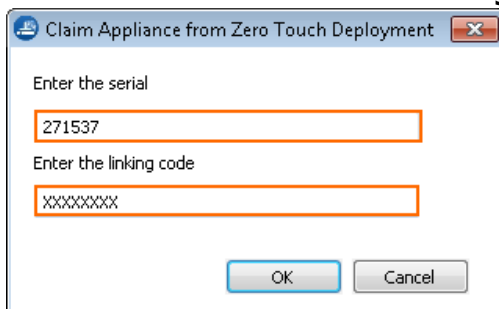 Claim Appliance from Zero Touch Deployment
Enter the serial
271537
Enter the linking code
XXXXXXXX
OK Cancel